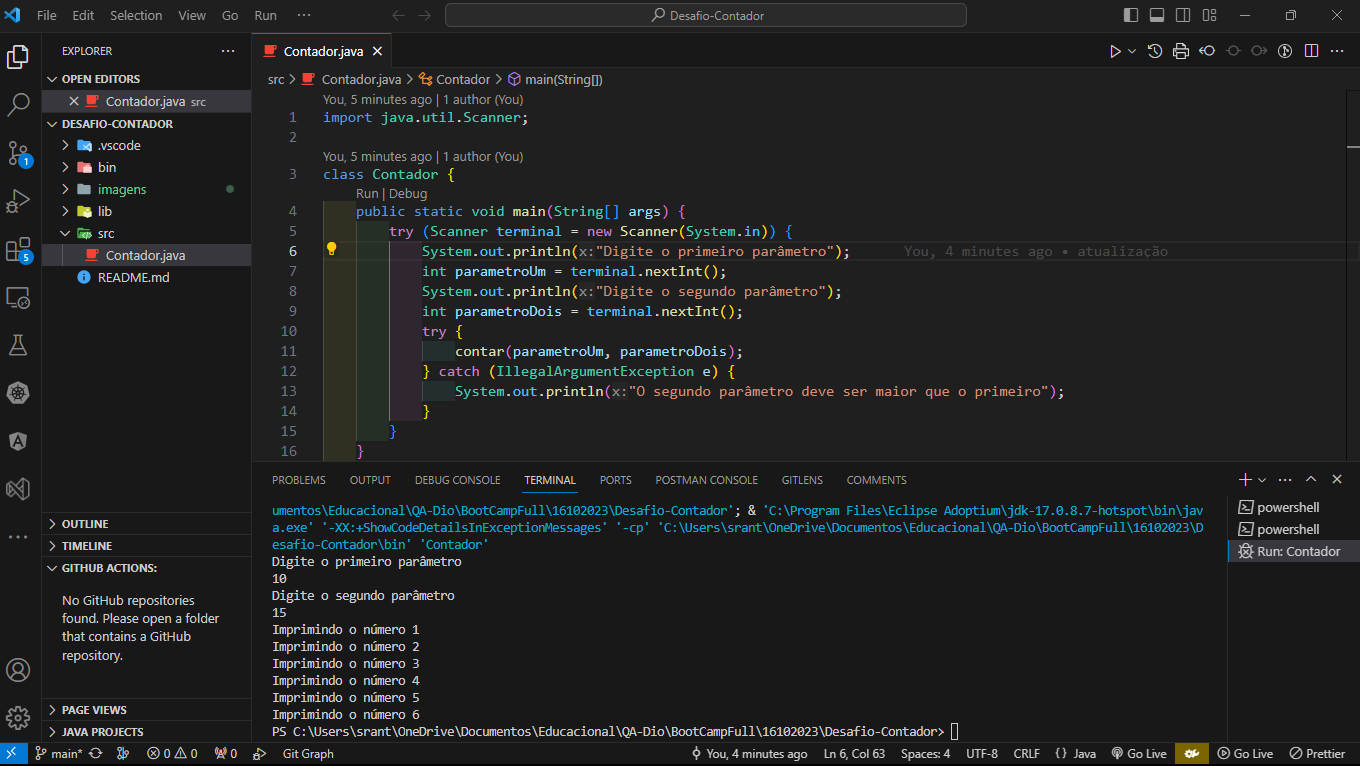 File Edit Selection View Go Run ··· Desafio-Contador
EXPLORER ···
OPEN EDITORS
Contador.java src
DESAFIO-CONTADOR
.vscode
bin
imagens
lib
src
Contador.java
README.md
OUTLINE
TIMELINE
GITHUB ACTIONS:
No GitHub repositories
found. Please open a folder
that contains a GitHub
repository.
PAGE VIEWS
JAVA PROJECTS
1
5
Contador.java
src > Contador.java > Contador > main(String[])
You, 5 minutes ago | 1 author (You)
1 import java.util.Scanner;
2
You, 5 minutes ago | 1 author (You)
3 class Contador {
Run | Debug
4 public static void main(String[] args) {
5 try (Scanner terminal = new Scanner(System.in)) {
6 System.out.println(x:"Digite o primeiro parâmetro"); You, 4 minutes ago • atualização
7 int parametroUm = terminal.nextInt();
8 System.out.println(x:"Digite o segundo parâmetro");
9 int parametroDois = terminal.nextInt();
10 try {
11 contar(parametroUm, parametroDois);
12 } catch (IllegalArgumentException e) {
13 System.out.println(x:"O segundo parâmetro deve ser maior que o primeiro");
14 }
15 }
16 }
PROBLEMS OUTPUT DEBUG CONSOLE TERMINAL PORTS POSTMAN CONSOLE GITLENS COMMENTS
umentos\Educacional\QA-Dio\BootCampFull\16102023\Desafio-Contador'; & 'C:\Program Files\Eclipse Adoptium\jdk-17.0.8.7-hotspot\bin\jav
a.exe' '-XX:+ShowCodeDetailsInExceptionMessages' '-cp' 'C:\Users\srant\OneDrive\Documentos\Educacional\QA-Dio\BootCampFull\16102023\D
esafio-Contador\bin' 'Contador'
Digite o primeiro parâmetro
10
Digite o segundo parâmetro
15
Imprimindo o número 1
Imprimindo o número 2
Imprimindo o número 3
Imprimindo o número 4
Imprimindo o número 5
Imprimindo o número 6
PS C:\Users\srant\OneDrive\Documentos\Educacional\QA-Dio\BootCampFull\16102023\Desafio-Contador>
powershell
powershell
Run: Contador
main* 0 0 0 Git Graph You, 4 minutes ago Ln 6, Col 63 Spaces: 4 UTF-8 CRLF {} Java Go Live Go Live Prettier